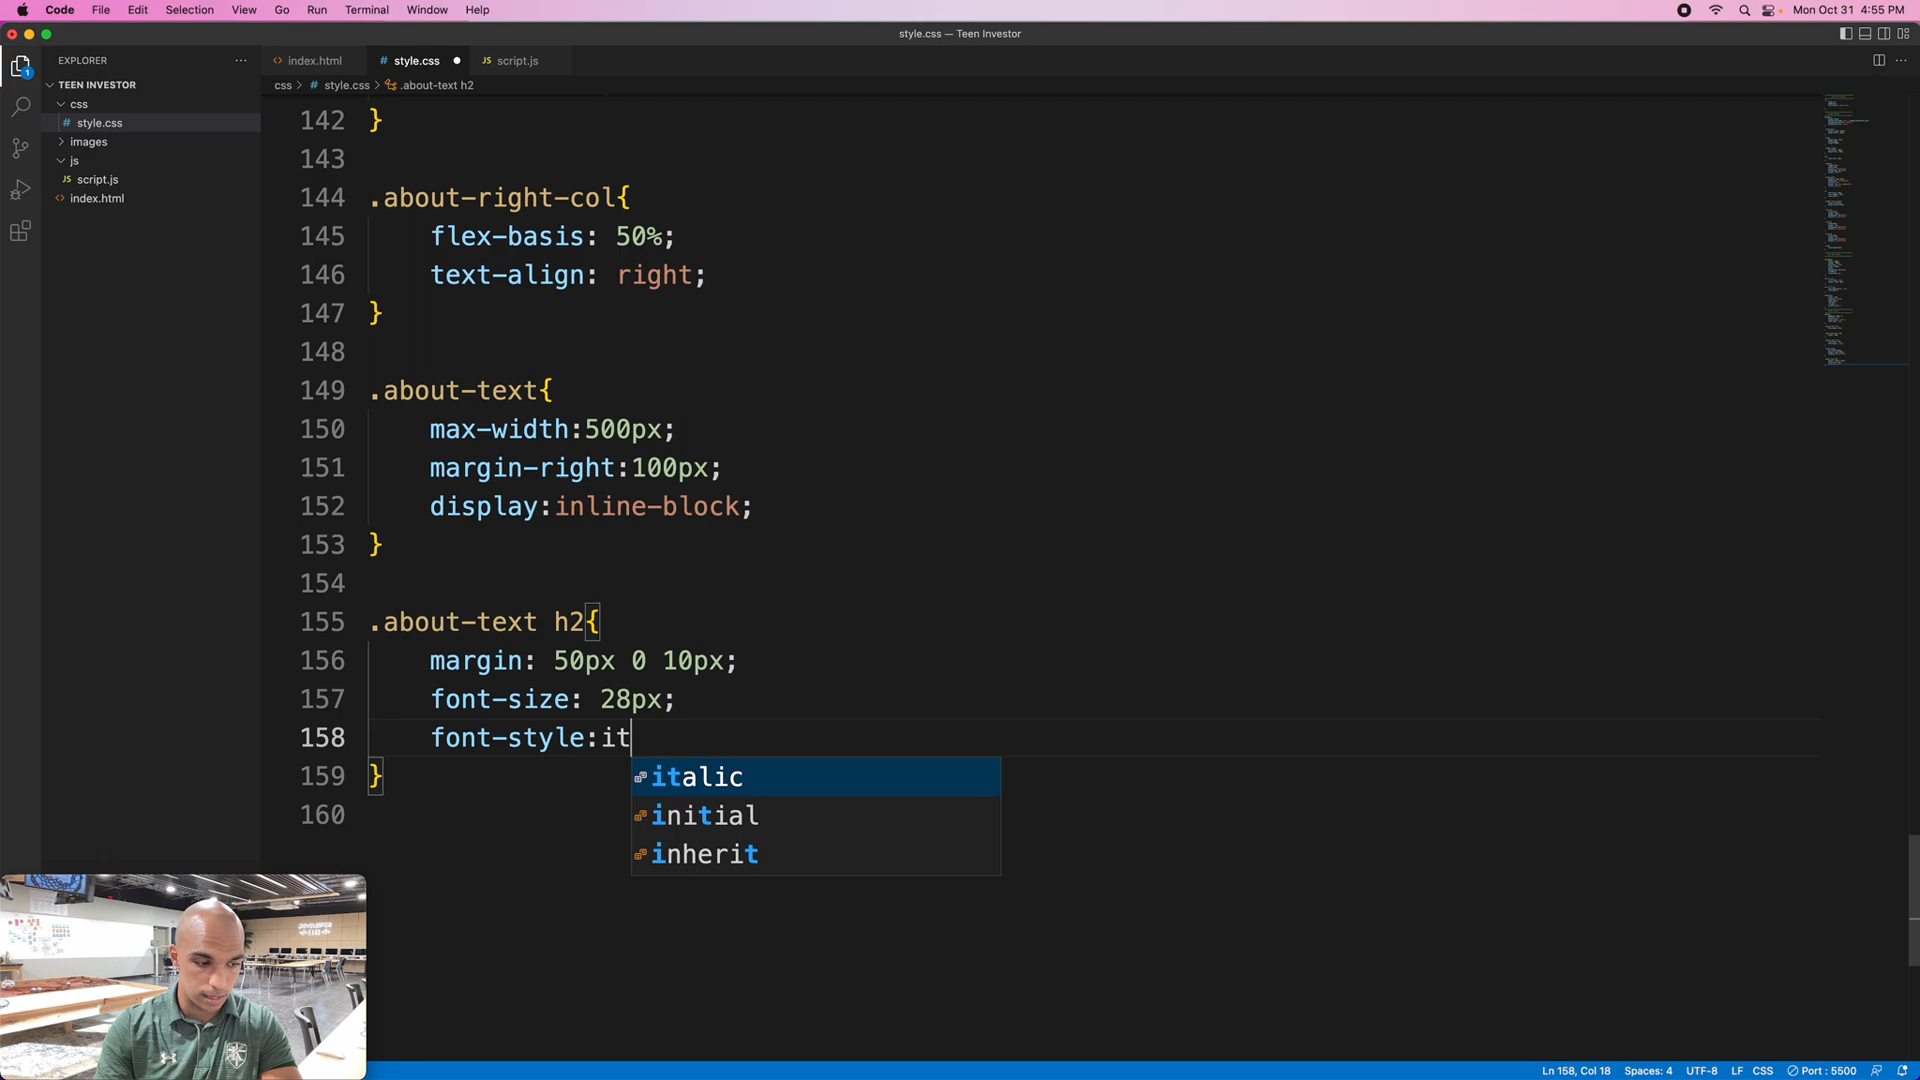 Code File Edit Selection View Go Run Terminal Window Help
Mon Oct 31 4:55 PM
style.css — Teen Investor
EXPLORER
index.html
style.css
script.js
TEEN INVESTOR
css > style.css > .about-text h2
css
style.css
images
js
script.js
index.html
1
142 }
143
144 .about-right-col{
145 flex-basis: 50%;
146 text-align: right;
147 }
148
149 .about-text{
150 max-width:500px;
151 margin-right:100px;
152 display:inline-block;
153 }
154
155 .about-text h2{
156 margin: 50px 0 10px;
157 font-size: 28px;
158 font-style:it
159 }
italic
160
initial
inherit
Ln 158, Col 18 Spaces: 4 UTF-8 LF CSS Port : 5500